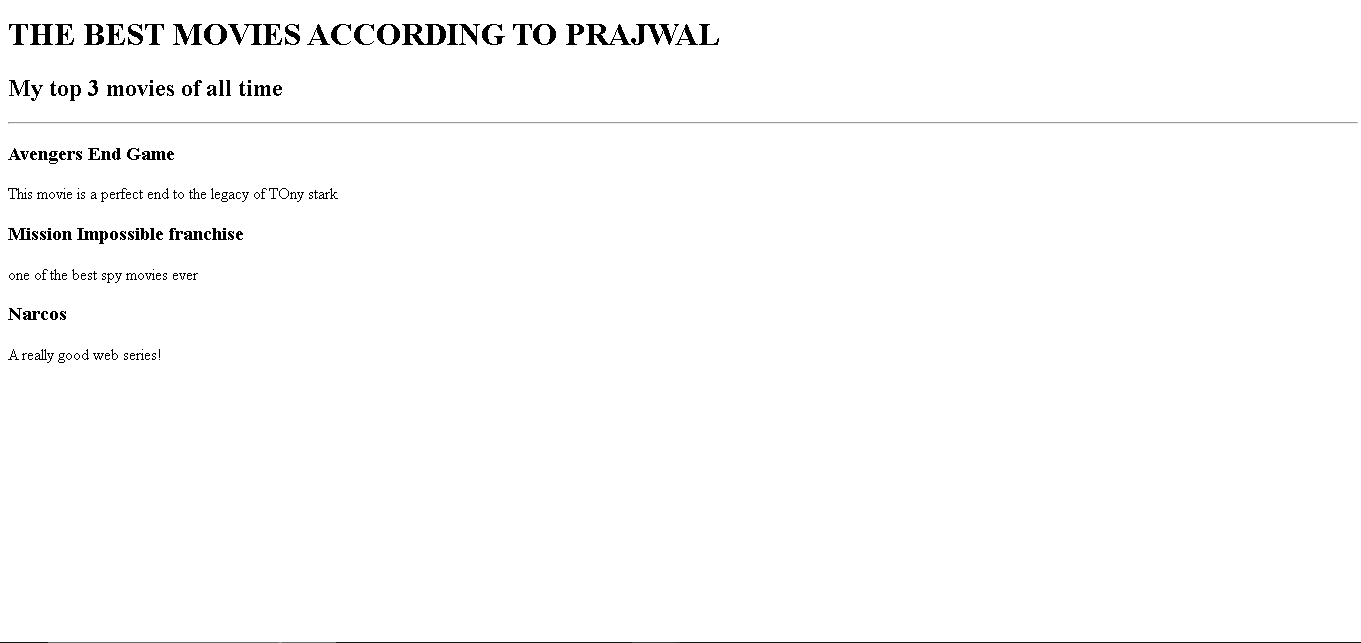 THE BEST MOVIES ACCORDING TO PRAJWAL
My top 3 movies of all time
Avengers End Game
This movie is a perfect end to the legacy of TOny stark
Mission Impossible franchise
one of the best spy movies ever
Narcos
A really good web series!